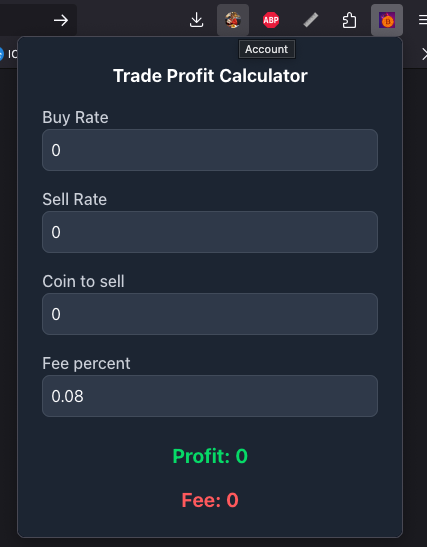 ABP
Account
IC
Trade Profit Calculator
Buy Rate
0
Sell Rate
0
Coin to sell
0
Fee percent
0.08
Profit: 0
Fee: 0